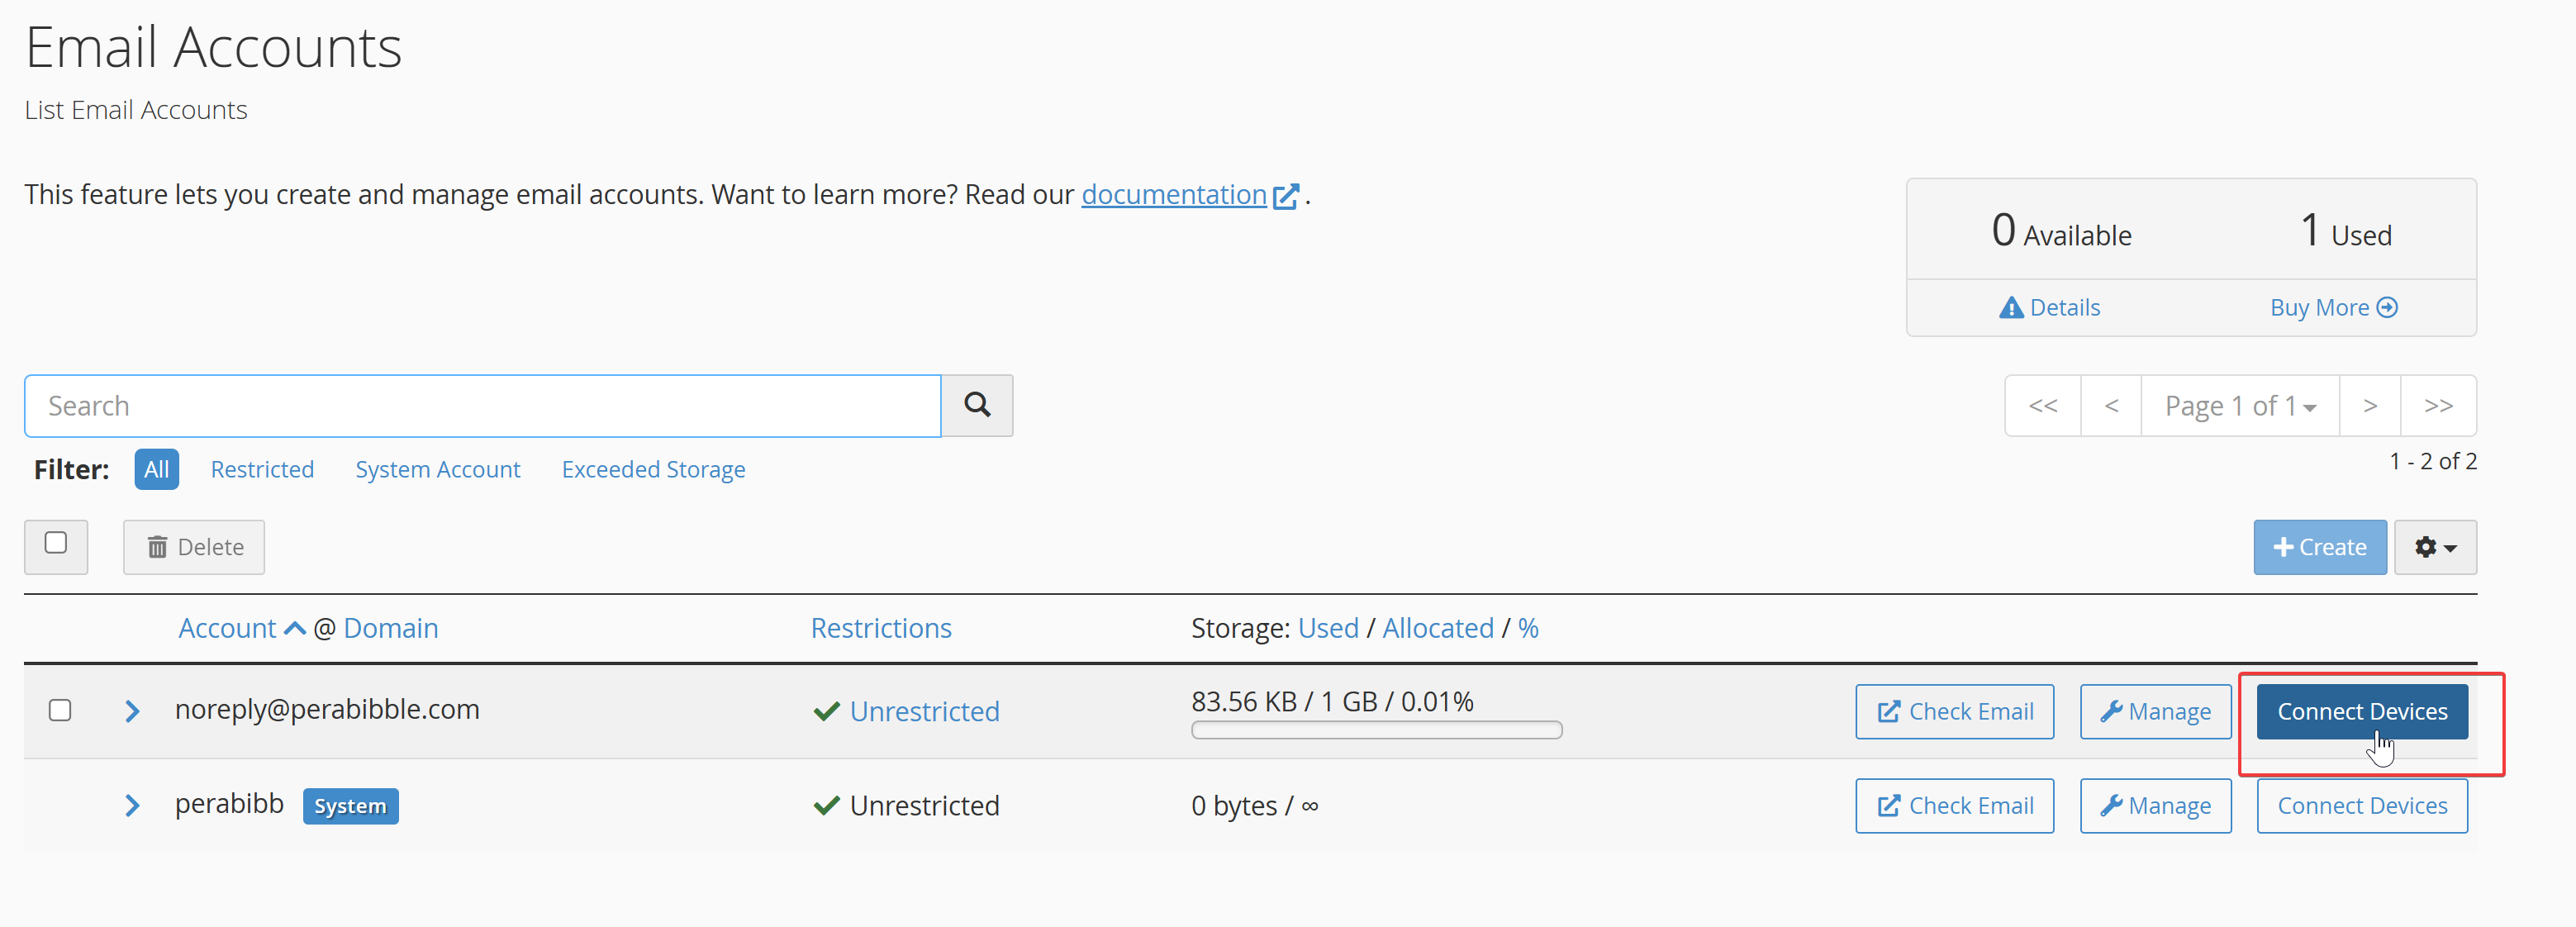 Email Accounts
List Email Accounts
This feature lets you create and manage email accounts. Want to learn more? Read our documentation .
0 Available 1 Used
Details Buy More
Search
<< < Page 1 of 1 > >>
Filter: All Restricted System Account Exceeded Storage
1 - 2 of 2
Delete
Create
Account @ Domain Restrictions Storage: Used / Allocated / %
noreply@perabibble.com Unrestricted 83.56 KB / 1 GB / 0.01% Check Email Manage Connect Devices
perabibb System Unrestricted 0 bytes / ∞ Check Email Manage Connect Devices